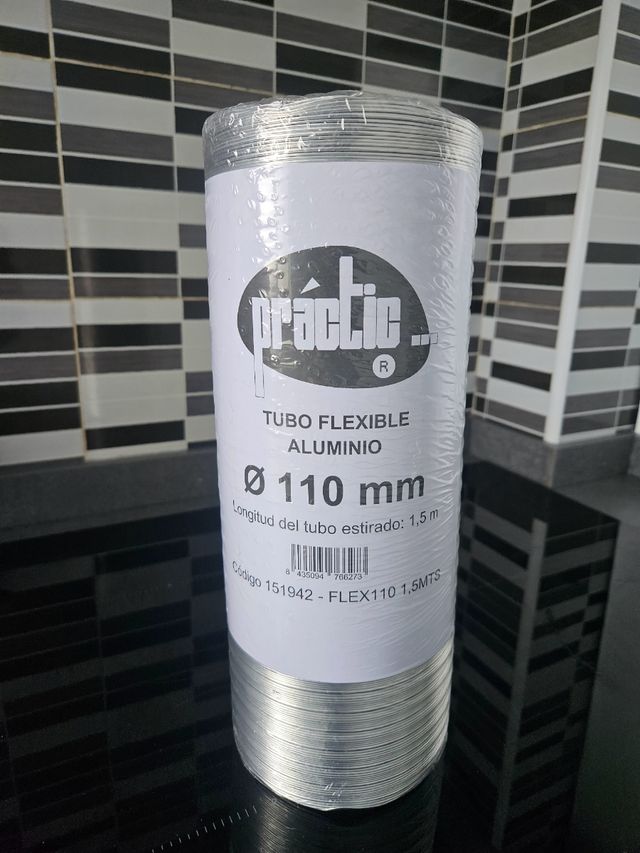 práctic...
®
TUBO FLEXIBLE
ALUMINIO
Ø 110 mm
Longitud del tubo estirado: 1,5 m
8 435094 766273
Código 151942 - FLEX110 1,5MTS